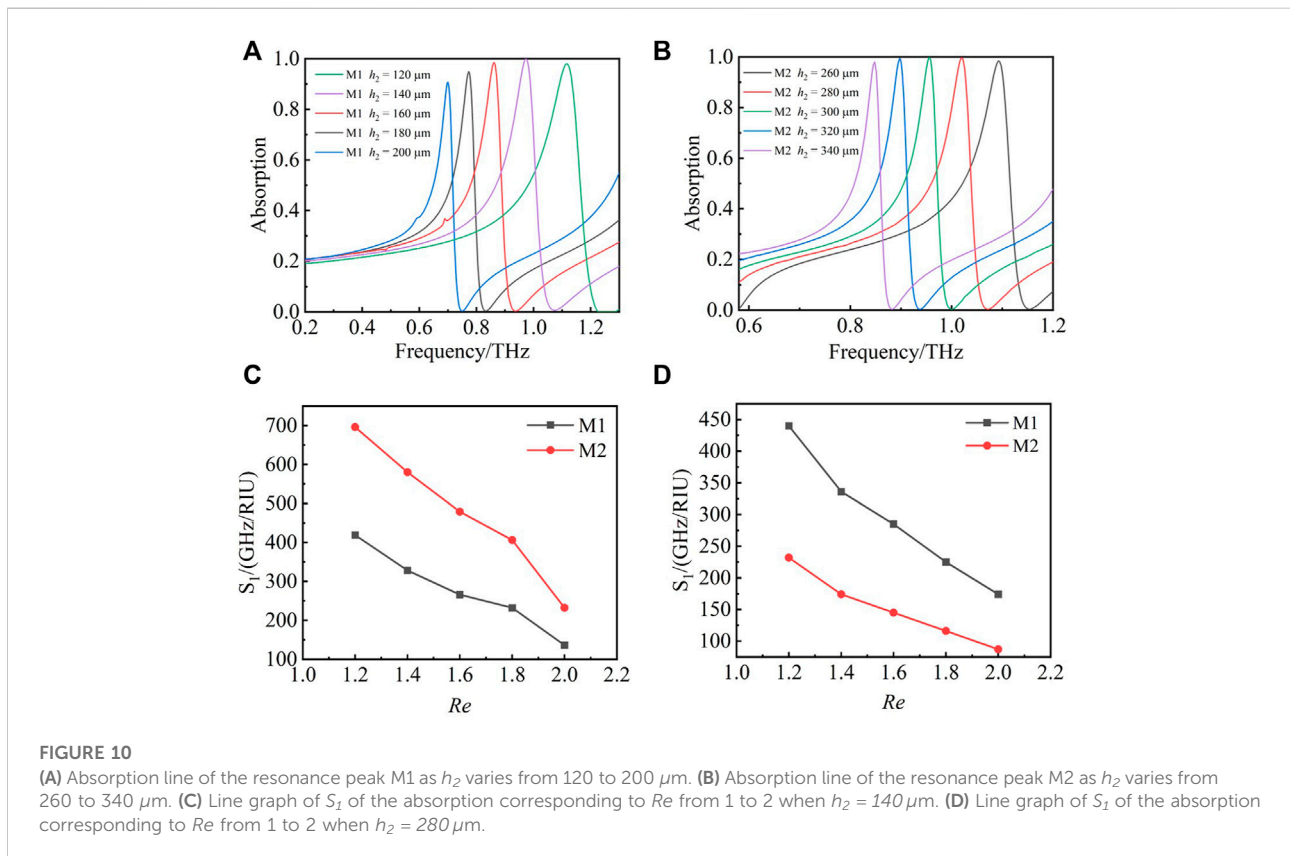 A
1.0
0.8
0.6
0.4
0.2
0.0
Absorption
M1 h₂ = 120 μm
M1 h₂ = 140 μm
M1 h₂ = 160 μm
M1 h₂ = 180 μm
M1 h₂ = 200 μm
0.2 0.4 0.6 0.8 1.0 1.2
Frequency/THz
B
1.0
0.8
0.6
0.4
0.2
0.0
Absorption
M2 h₂ = 260 μm
M2 h₂ = 280 μm
M2 h₂ = 300 μm
M2 h₂ = 320 μm
M2 h₂ = 340 μm
0.6 0.8 1.0 1.2
Frequency/THz
C
700
600
500
400
300
200
100
S₁/(GHz/RIU)
M1
M2
1.0 1.2 1.4 1.6 1.8 2.0 2.2
Re
D
450
400
350
300
250
200
150
100
S₁/(GHz/RIU)
M1
M2
1.0 1.2 1.4 1.6 1.8 2.0 2.2
Re
FIGURE 10
(A) Absorption line of the resonance peak M1 as h₂ varies from 120 to 200 μm. (B) Absorption line of the resonance peak M2 as h₂ varies from
260 to 340 μm. (C) Line graph of S₁ of the absorption corresponding to Re from 1 to 2 when h₂ = 140 μm. (D) Line graph of S₁ of the absorption
corresponding to Re from 1 to 2 when h₂ = 280 μm.